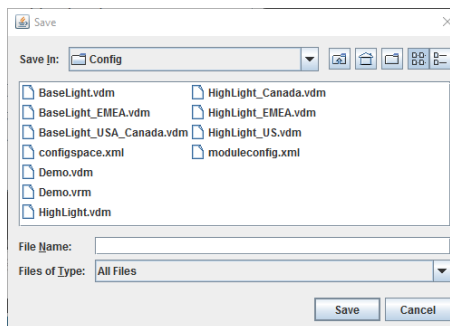 Save
Save In: Config
BaseLight.vdm
BaseLight_EMEA.vdm
BaseLight_USA_Canada.vdm
configspace.xml
Demo.vdm
Demo.vrm
HighLight.vdm
HighLight_Canada.vdm
HighLight_EMEA.vdm
HighLight_US.vdm
moduleconfig.xml
File Name:
Files of Type: All Files
Save Cancel